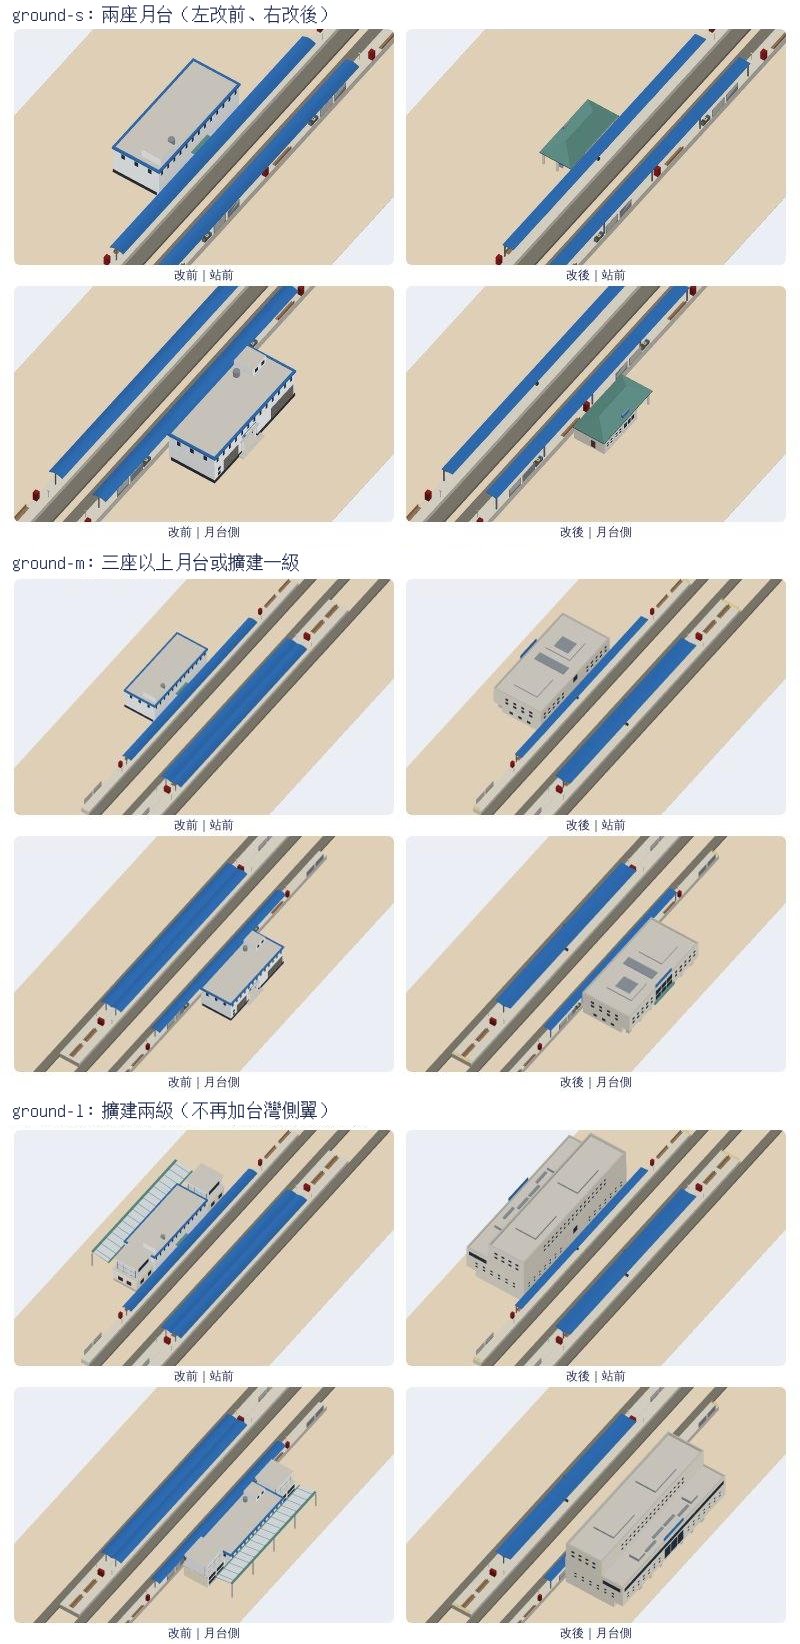 ground-s: 兩座月台（左改前、右改後）
改前｜站前
改後｜站前
改前｜月台側
改後｜月台側
ground-m: 三座以上月台或擴建一級
改前｜站前
改後｜站前
改前｜月台側
改後｜月台側
ground-l: 擴建兩級（不再加台灣側翼）
改前｜站前
改後｜站前
改前｜月台側
改後｜月台側